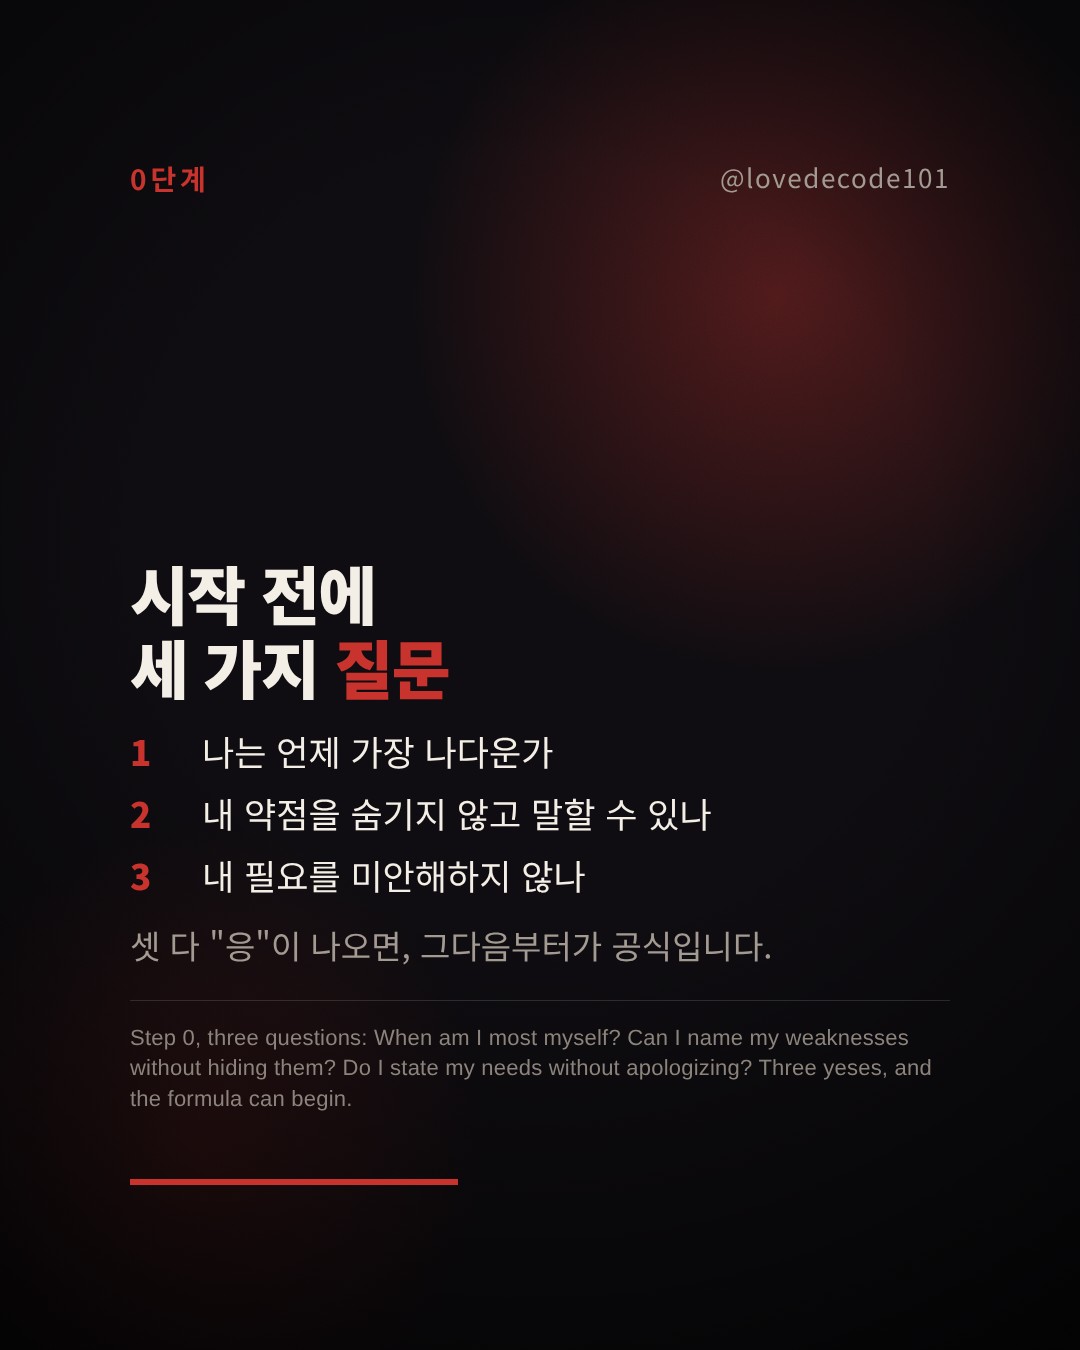 0단계
@lovedecode101
시작 전에
세 가지 질문
1 나는 언제 가장 나다운가
2 내 약점을 숨기지 않고 말할 수 있나
3 내 필요를 미안해하지 않나
셋 다 "응"이 나오면, 그다음부터가 공식입니다.
Step 0, three questions: When am I most myself? Can I name my weaknesses
without hiding them? Do I state my needs without apologizing? Three yeses, and
the formula can begin.